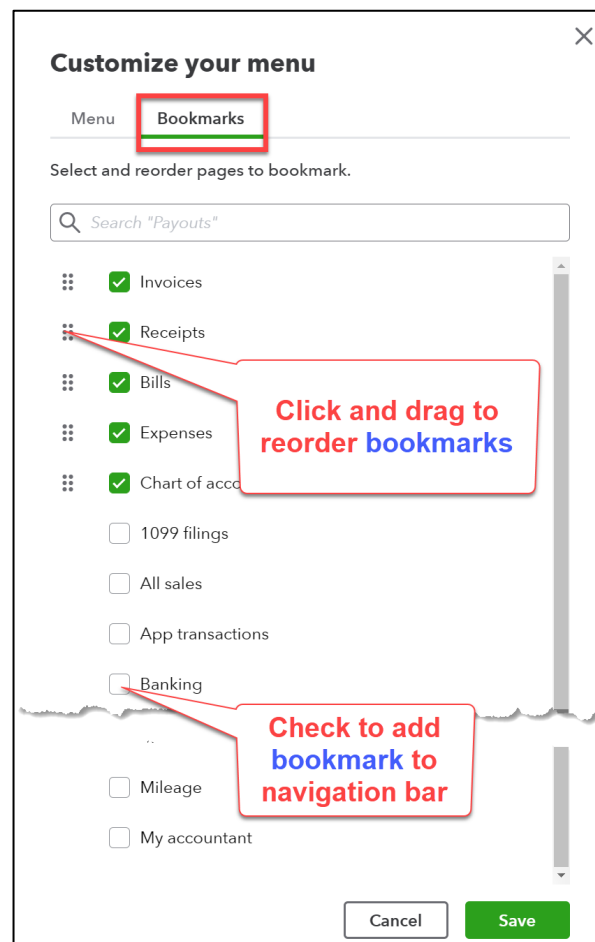 Customize your menu
Menu Bookmarks
Select and reorder pages to bookmark.
Search "Payouts"
Invoices
Receipts
Bills
Click and drag to
reorder bookmarks
Expenses
Chart of
1099 filings
All sales
App transactions
Banking
Check to add
bookmark to
navigation bar
Mileage
My accountant
Cancel Save